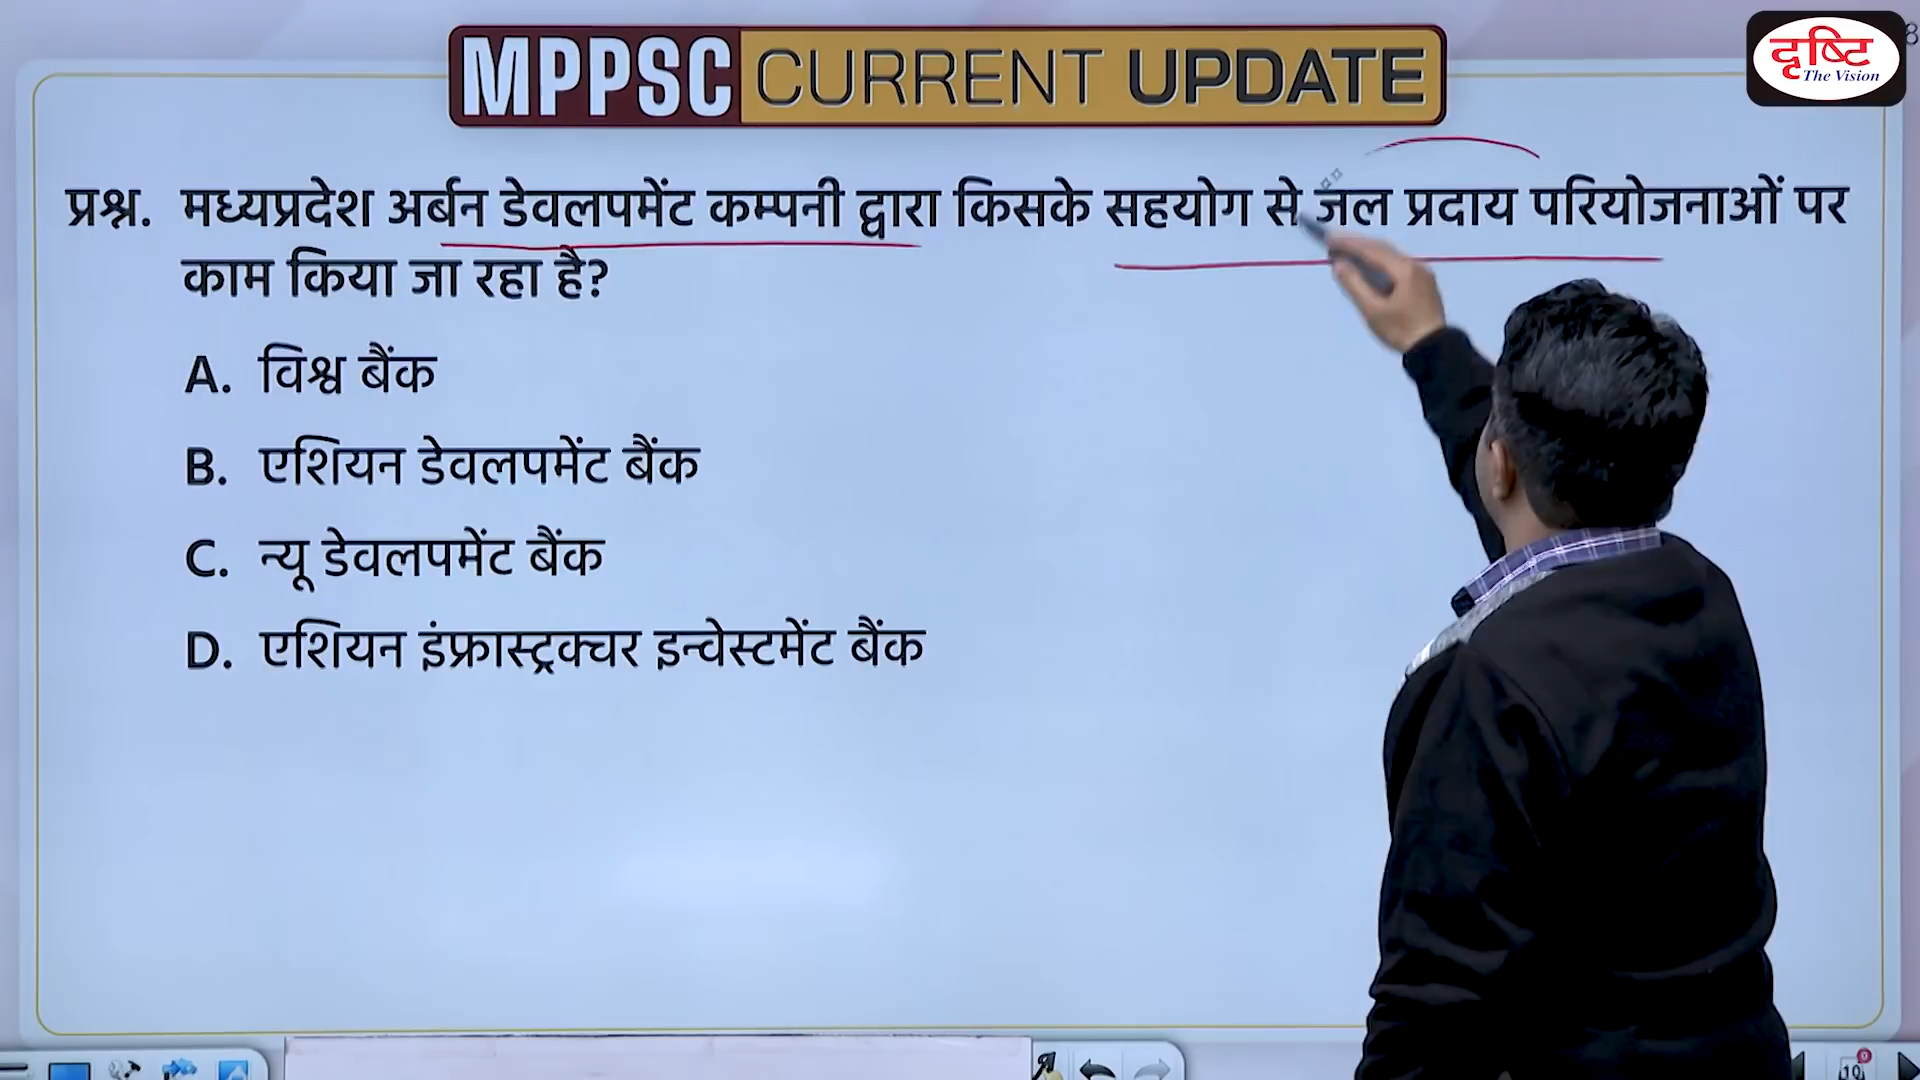 MPPSC CURRENT UPDATE
दृष्टि
The Vision
8
प्रश्न. मध्यप्रदेश अर्बन डेवलपमेंट कम्पनी द्वारा किसके सहयोग से जल प्रदाय परियोजनाओं पर
काम किया जा रहा है?
A. विश्व बैंक
B. एशियन डेवलपमेंट बैंक
C. न्यू डेवलपमेंट बैंक
D. एशियन इंफ्रास्ट्रक्चर इन्वेस्टमेंट बैंक